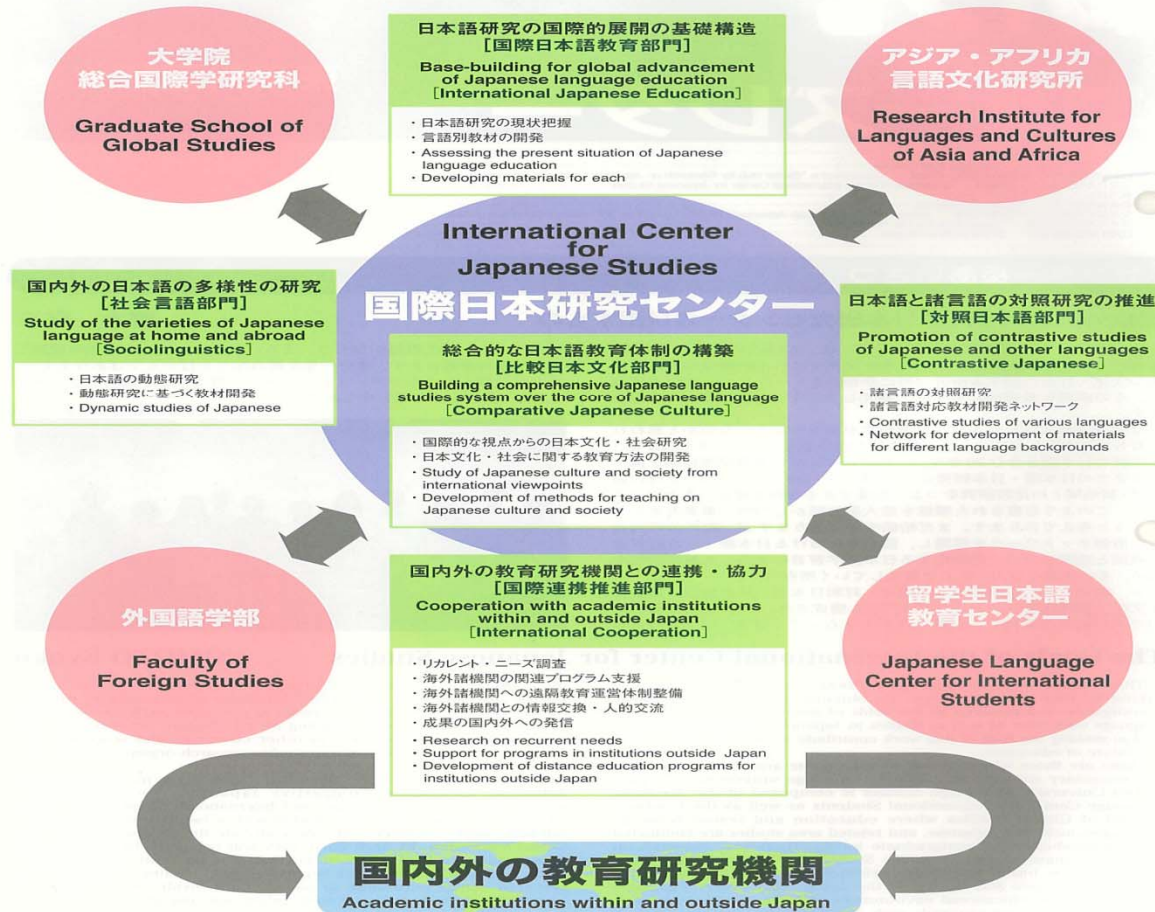 大学院
総合国際学研究科
Graduate School of
Global Studies
日本語研究の国際的展開の基礎構造
[国際日本語教育部門]
Base-building for global advancement
of Japanese language education
[International Japanese Education]
・日本語研究の現状把握
・言語別教材の開発
・Assessing the present situation of Japanese
language education
・Developing materials for each
アジア・アフリカ
言語文化研究所
Research Institute for
Languages and Cultures
of Asia and Africa
International Center
for
Japanese Studies
国際日本研究センター
国内外の日本語の多様性の研究
[社会言語部門]
Study of the varieties of Japanese
language at home and abroad
[Sociolinguistics]
・日本語の動態研究
・動態研究に基づく教材開発
・Dynamic studies of Japanese
総合的な日本語教育体制の構築
[比較日本文化部門]
Building a comprehensive Japanese language
studies system over the core of Japanese language
[Comparative Japanese Culture]
・国際的な視点からの日本文化・社会研究
・日本文化・社会に関する教育方法の開発
・Study of Japanese culture and society from
international viewpoints
・Development of methods for teaching on
Japanese culture and society
日本語と諸言語の対照研究の推進
[対照日本語部門]
Promotion of contrastive studies
of Japanese and other languages
[Contrastive Japanese]
・諸言語の対照研究
・諸言語対応教材開発ネットワーク
・Contrastive studies of various languages
・Network for development of materials
for different language backgrounds
外国語学部
Faculty of
Foreign Studies
国内外の教育研究機関との連携・協力
[国際連携推進部門]
Cooperation with academic institutions
within and outside Japan
[International Cooperation]
・リカレント・ニーズ調査
・海外諸機関の関連プログラム支援
・海外諸機関への遠隔教育運営体制整備
・海外諸機関との情報交換・人的交流
・成果の国内外への発信
・Research on recurrent needs
・Support for programs in institutions outside Japan
・Development of distance education programs for
institutions outside Japan
留学生日本語
教育センター
Japanese Language
Center for International
Students
国内外の教育研究機関
Academic institutions within and outside Japan